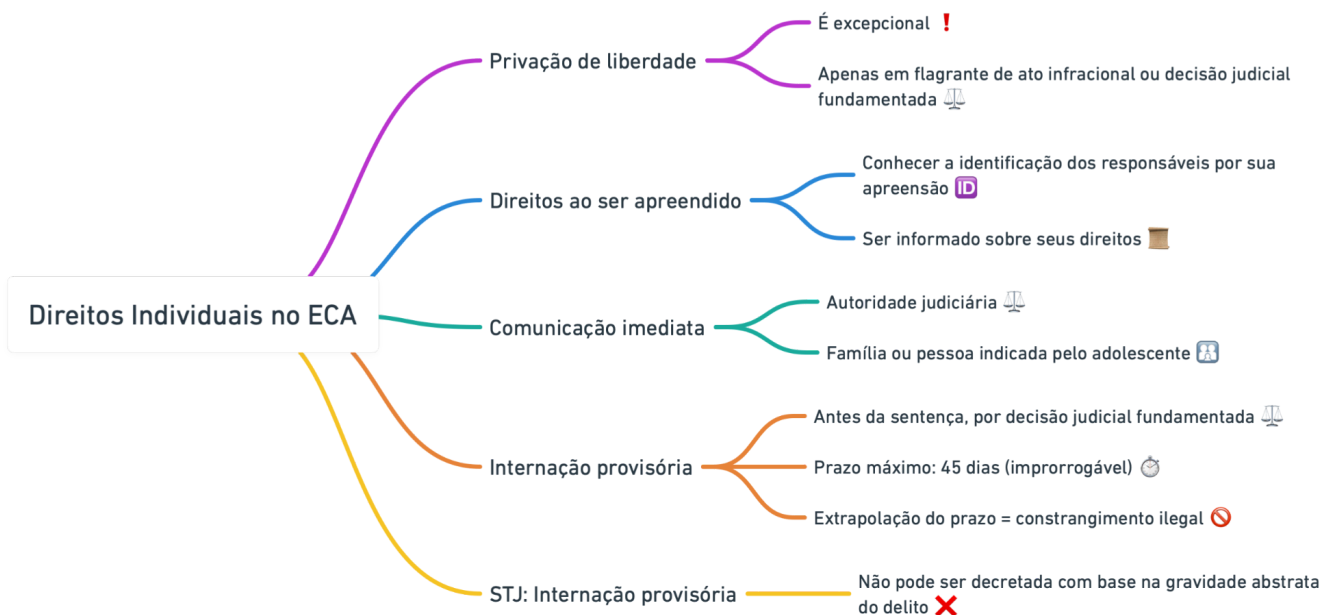 Direitos Individuais no ECA
Privação de liberdade
É excepcional ❗
Apenas em flagrante de ato infracional ou decisão judicial
fundamentada ⚖️
Direitos ao ser apreendido
Conhecer a identificação dos responsáveis por sua
apreensão 🆔
Ser informado sobre seus direitos 📜
Comunicação imediata
Autoridade judiciária ⚖️
Família ou pessoa indicada pelo adolescente
Internação provisória
Antes da sentença, por decisão judicial fundamentada ⚖️
Prazo máximo: 45 dias (improrrogável) ⏱️
Extrapolação do prazo = constrangimento ilegal 🚫
STJ: Internação provisória
Não pode ser decretada com base na gravidade abstrata
do delito ❌